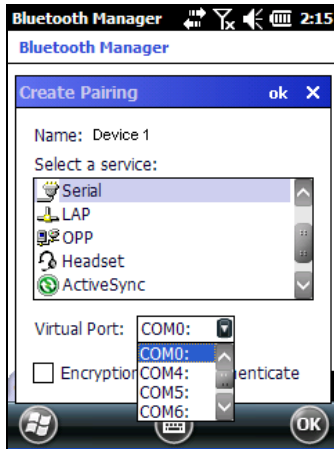 Bluetooth Manager 2:15
Bluetooth Manager
Create Pairing ok
Name: Device 1
Select a service:
Serial
LAP
OPP
Headset
ActiveSync
Virtual Port: COM0:
COM0:
COM4:
COM5:
COM6:
Encryption
OK